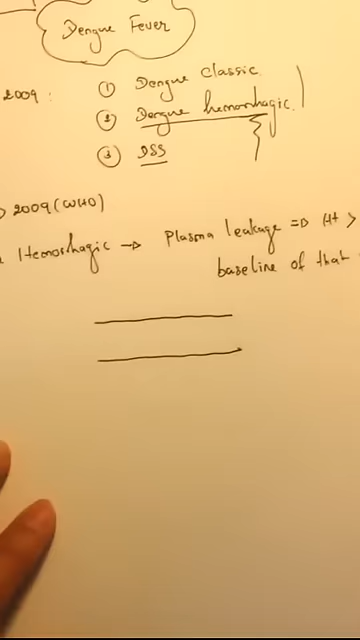 Dengue Fever
2009 :
① Dengue classic
② Dengue hemorrhagic
③ DSS
2009 (WHO)
Hemorrhagic → Plasma leakage ⇒ Ht >
baseline of that